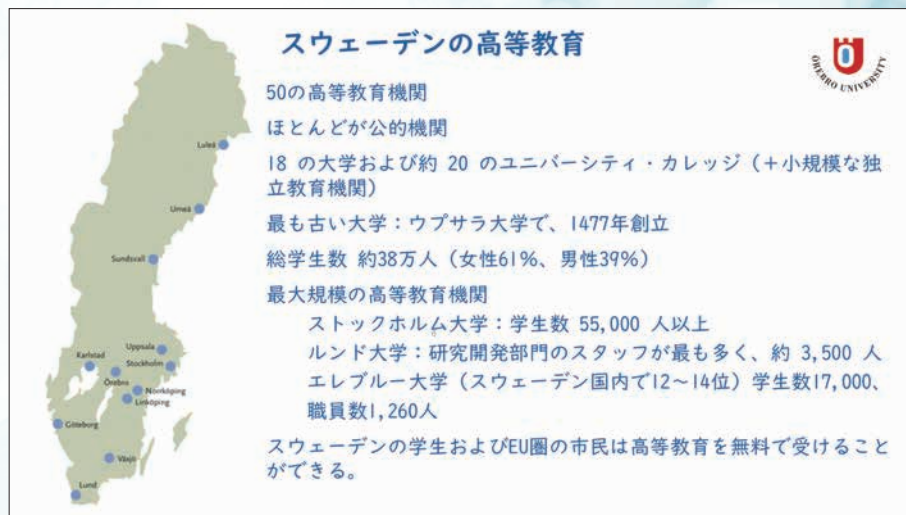 スウェーデンの高等教育
ÖREBRO UNIVERSITY
50の高等教育機関
ほとんどが公的機関
18 の大学および約 20 のユニバーシティ・カレッジ（＋小規模な独
立教育機関）
最も古い大学：ウプサラ大学で、1477年創立
総学生数 約38万人（女性61%、男性39%）
最大規模の高等教育機関
ストックホルム大学：学生数 55,000 人以上
ルンド大学：研究開発部門のスタッフが最も多く、約 3,500 人
エレブルー大学（スウェーデン国内で12～14位）学生数17,000、
職員数1,260人
スウェーデンの学生およびEU圏の市民は高等教育を無料で受けること
ができる。
Luleå
Umeå
Sundsvall
Uppsala
Karlstad
Stockholm
Örebro
Norrköping
Linköping
Göteborg
Växjö
Lund